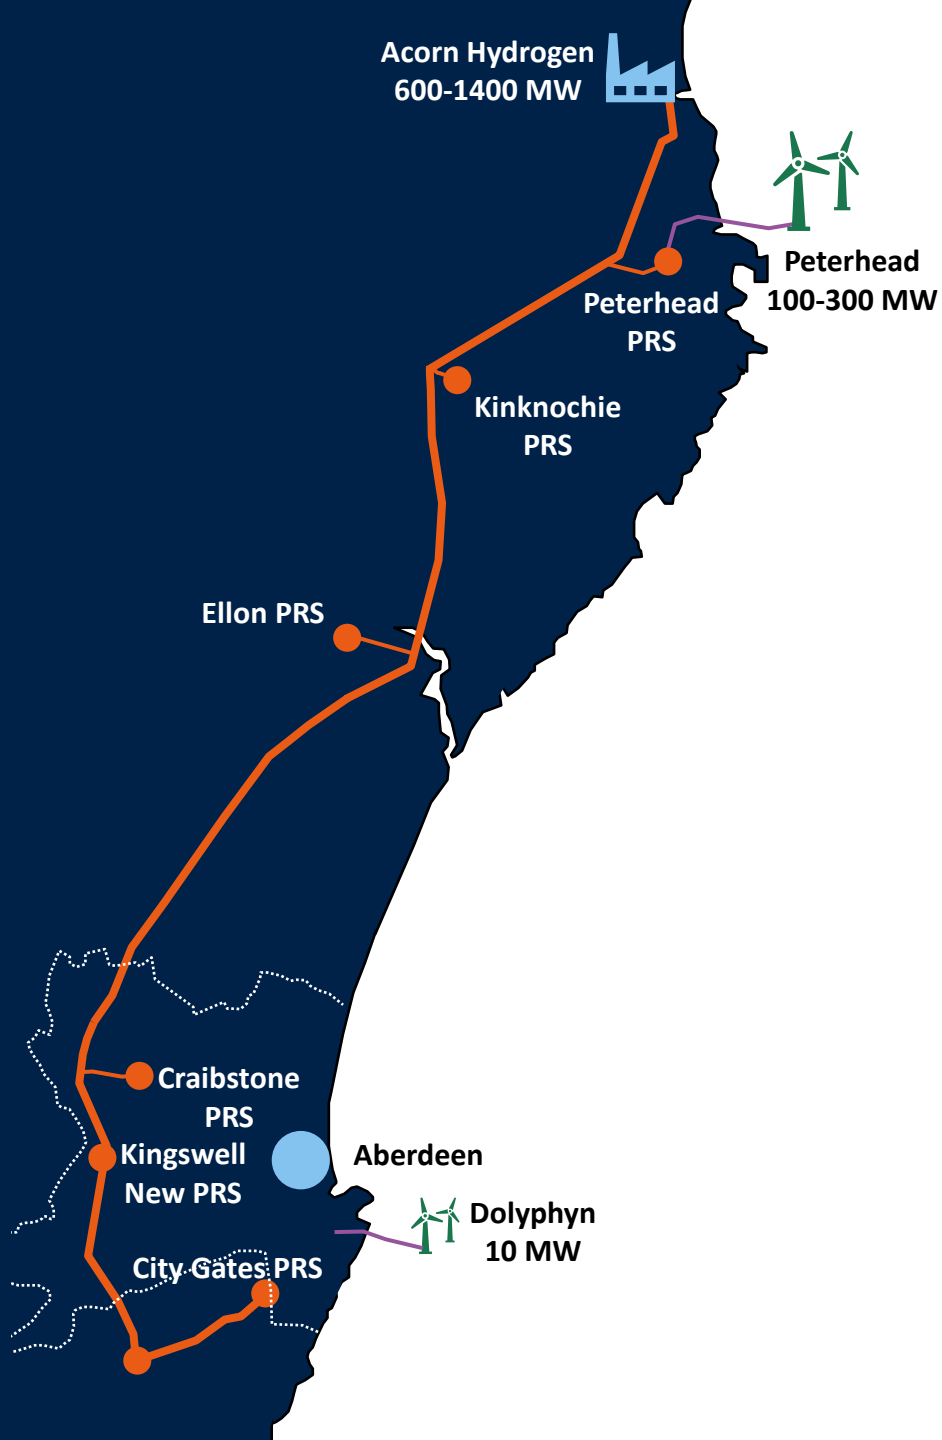 Acorn Hydrogen
600-1400 MW
Peterhead
100-300 MW
Peterhead
PRS
Kinknochie
PRS
Ellon PRS
Craibstone
PRS
Kingswell
New PRS
Aberdeen
Dolyphyn
10 MW
City Gates PRS